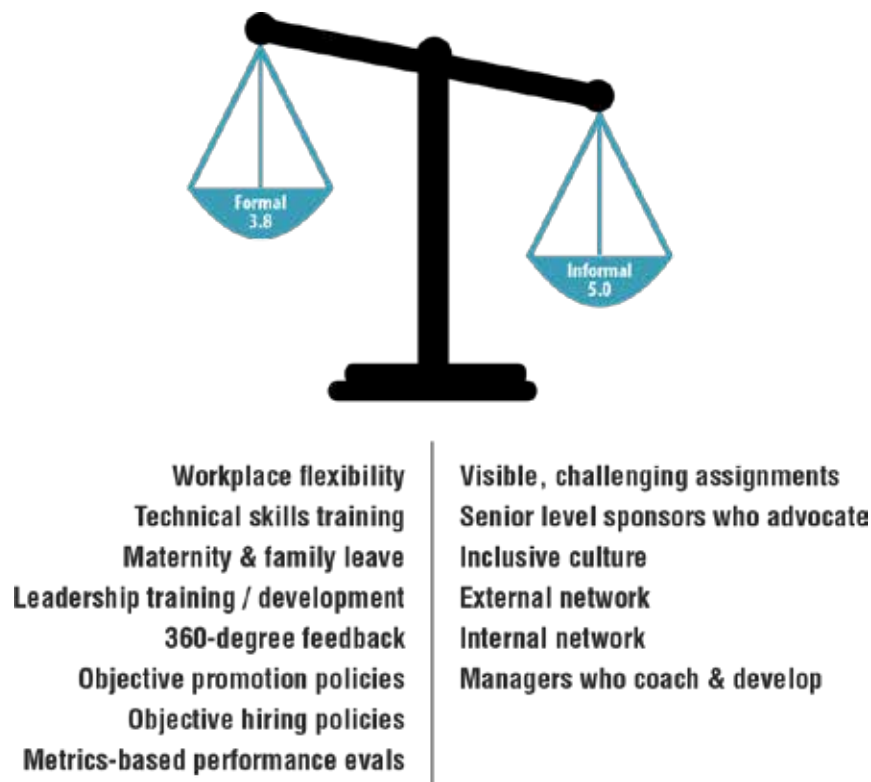 Formal
3.8
Informal
5.0
Workplace flexibility
Technical skills training
Maternity & family leave
Leadership training / development
360-degree feedback
Objective promotion policies
Objective hiring policies
Metrics-based performance evals
Visible, challenging assignments
Senior level sponsors who advocate
Inclusive culture
External network
Internal network
Managers who coach & develop